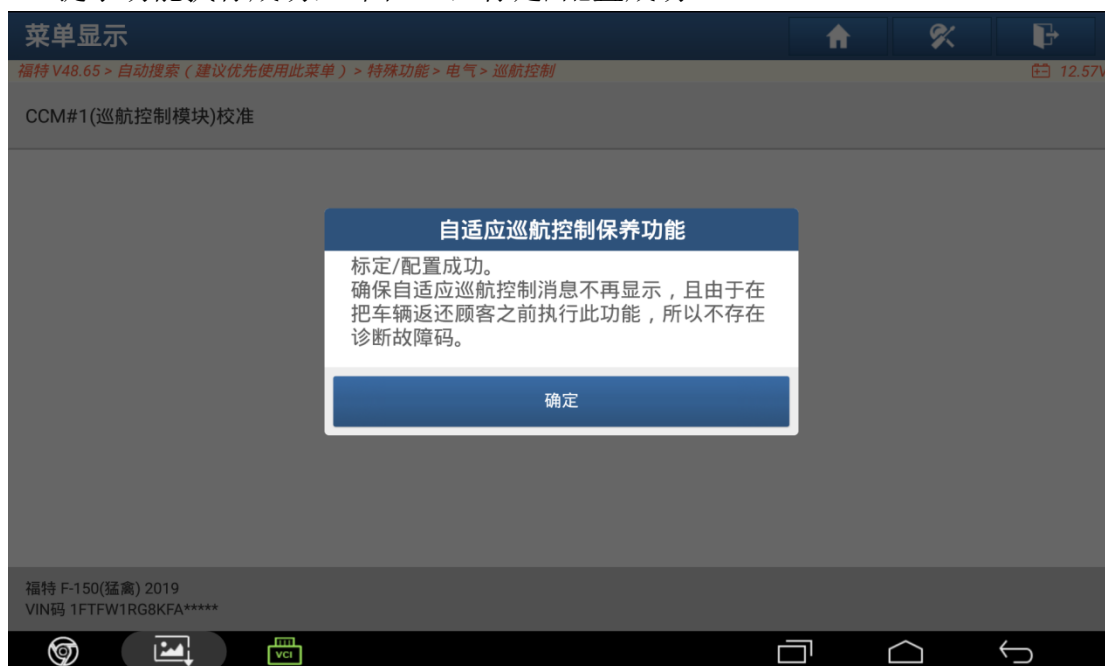 菜单显示
福特 V48.65 > 自动搜索（建议优先使用此菜单）> 特殊功能 > 电气 > 巡航控制
12.57V
CCM#1(巡航控制模块)校准
自适应巡航控制保养功能
标定/配置成功。
确保自适应巡航控制消息不再显示，且由于在
把车辆返还顾客之前执行此功能，所以不存在
诊断故障码。
确定
福特 F-150(猛禽) 2019
VIN码 1FTFW1RG8KFA*****
VCI